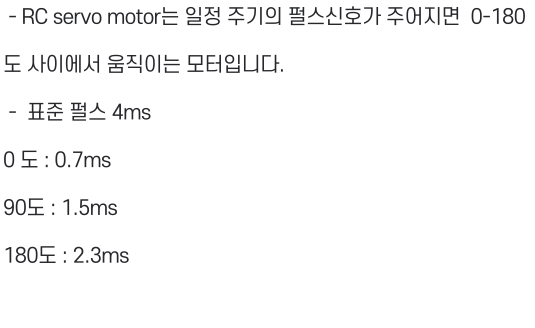 - RC servo motor는 일정 주기의 펄스신호가 주어지면  0-180
도 사이에서 움직이는 모터입니다.
-  표준 펄스 4ms
0 도 : 0.7ms
90도 : 1.5ms
180도 : 2.3ms